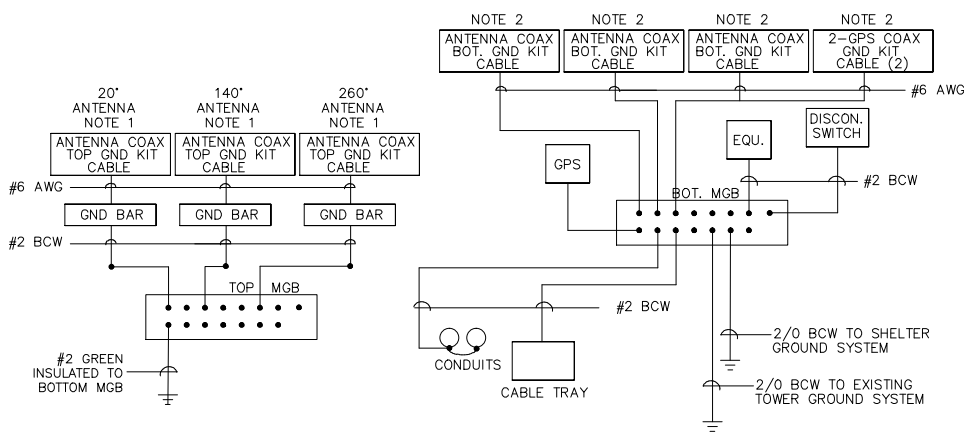 NOTE 2
NOTE 2
NOTE 2
NOTE 2
ANTENNA COAX
BOT. GND KIT
CABLE
ANTENNA COAX
BOT. GND KIT
CABLE
ANTENNA COAX
BOT. GND KIT
CABLE
2-GPS COAX
GND KIT
CABLE (2)
#6 AWG
20°
ANTENNA
NOTE 1
140°
ANTENNA
NOTE 1
260°
ANTENNA
NOTE 1
ANTENNA COAX
TOP GND KIT
CABLE
ANTENNA COAX
TOP GND KIT
CABLE
ANTENNA COAX
TOP GND KIT
CABLE
#6 AWG
GND BAR
GND BAR
GND BAR
#2 BCW
TOP MGB
#2 GREEN
INSULATED TO
BOTTOM MGB
GPS
EQU.
DISCON.
SWITCH
#2 BCW
BOT. MGB
#2 BCW
CONDUITS
CABLE TRAY
2/0 BCW TO SHELTER
GROUND SYSTEM
2/0 BCW TO EXISTING
TOWER GROUND SYSTEM